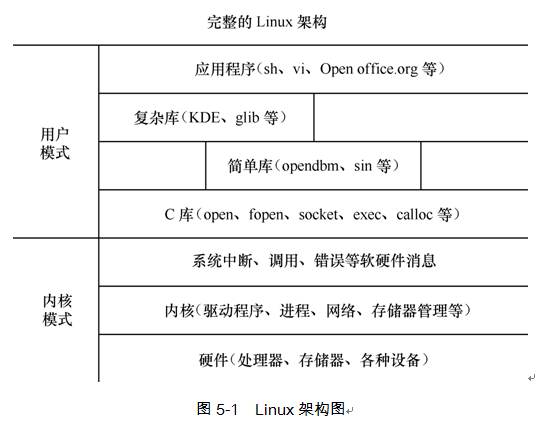 完整的 Linux 架构
应用程序(sh、vi、Open office.org 等)
复杂库(KDE、glib 等)
用户
模式
简单库(opendbm、sin 等)
C 库(open、fopen、socket、exec、calloc 等)
系统中断、调用、错误等软硬件消息
内核
模式
内核(驱动程序、进程、网络、存储器管理等)
硬件(处理器、存储器、各种设备)
图 5-1 Linux 架构图